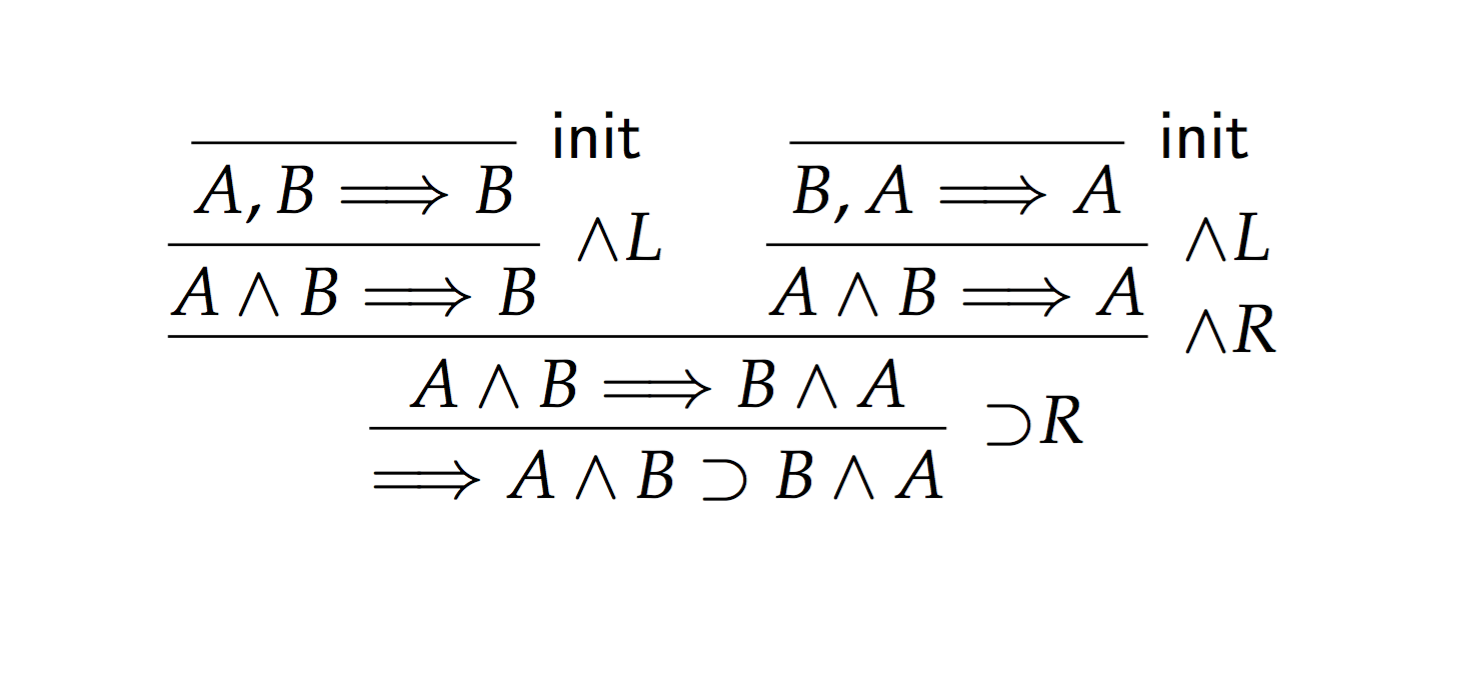 init init
A, B ⟹ B B, A ⟹ A
∧L ∧L
A ∧ B ⟹ B A ∧ B ⟹ A
∧R
A ∧ B ⟹ B ∧ A
⊃R
⟹ A ∧ B ⊃ B ∧ A